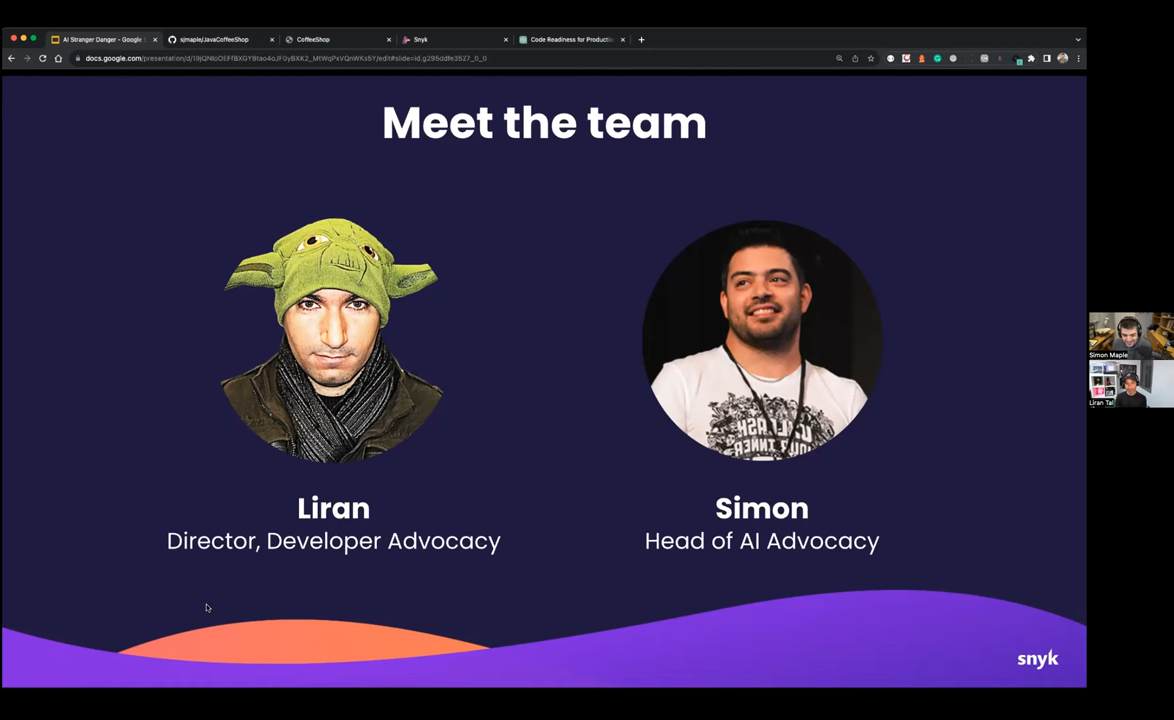 AI Stranger Danger - Google S
sjmaple/JavaCoffeeShop
CoffeeShop
Snyk
Code Readiness for Productio
Meet the team
Simon Maple
Liran Tal
Liran
Simon
Director, Developer Advocacy
Head of AI Advocacy
snyk